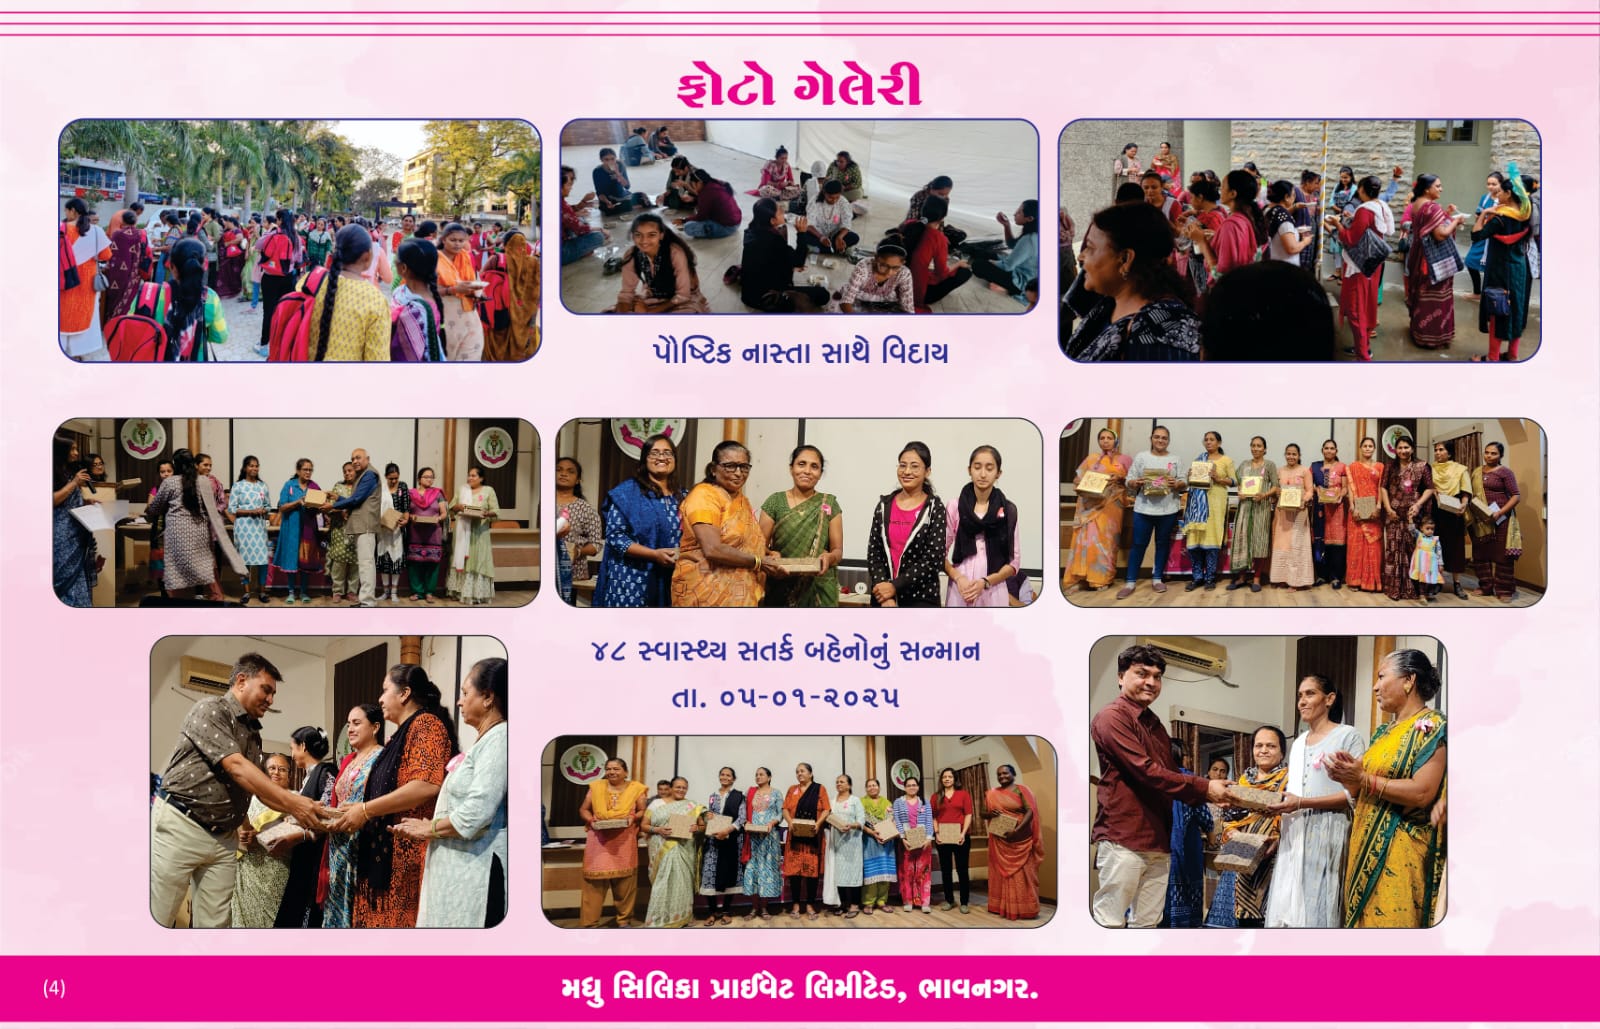 ફોટો ગેલેરી
પૌષ્ટિક નાસ્તા સાથે વિદાય
૪૮ સ્વાસ્થ્ય સતર્ક બહેનોનું સન્માન
તા. ૦૫-૦૧-૨૦૨૫
(4)
મધુ સિલિકા પ્રાઈવેટ લિમીટેડ, ભાવનગર.